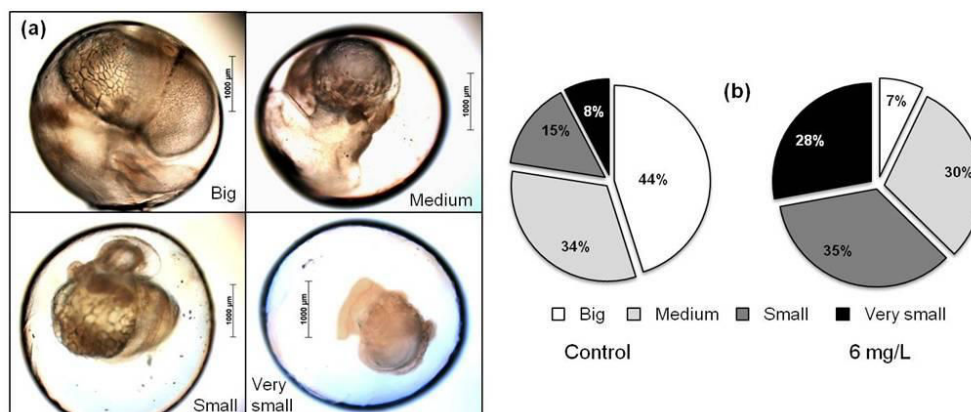 (a)
1000 µm
Big
1000 µm
Medium
1000 µm
Small
1000 µm
Very
small
(b)
8%
15%
44%
34%
7%
28%
30%
35%
Big Medium Small Very small
Control 6 mg/L